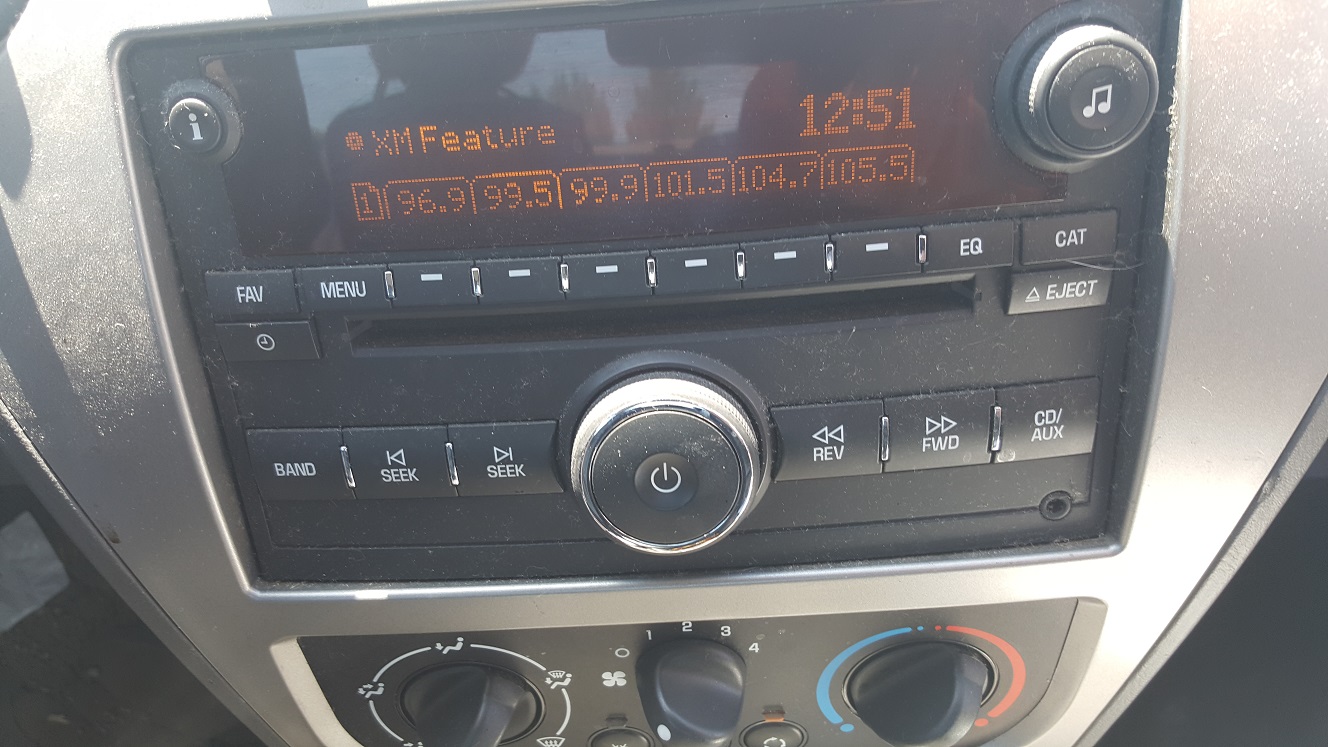 i
XM Feature 12:51
1 96.9 99.5 99.9 101.5 104.7 105.5
FAV MENU EQ CAT
EJECT
BAND SEEK SEEK REV FWD CD/
AUX
1 2 3 4